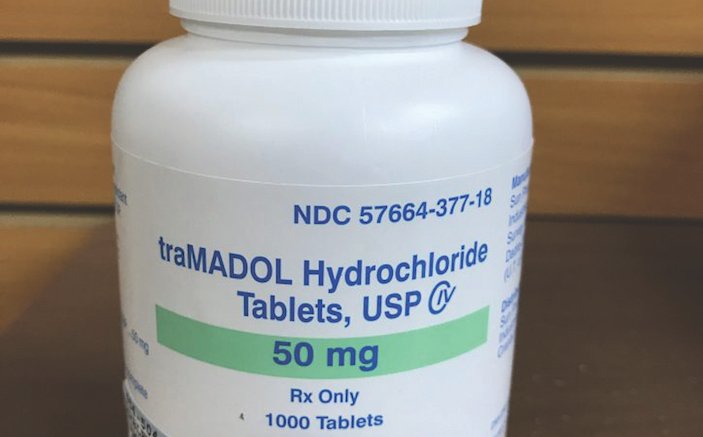 NDC 57664-377-18
traMADOL Hydrochloride
Tablets, USP CIV
50 mg
Rx Only
1000 Tablets